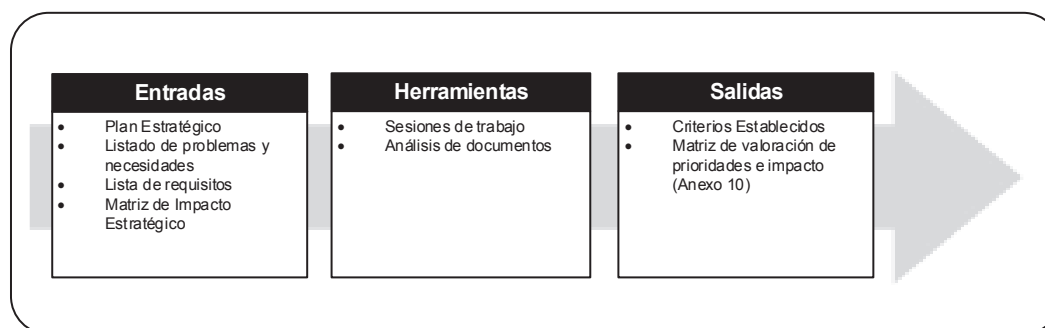 Entradas
• Plan Estratégico
• Listado de problemas y
necesidades
• Lista de requisitos
• Matriz de Impacto
Estratégico
Herramientas
• Sesiones de trabajo
• Análisis de documentos
Salidas
• Criterios Establecidos
• Matriz de valoración de
prioridades e impacto
(Anexo 10)